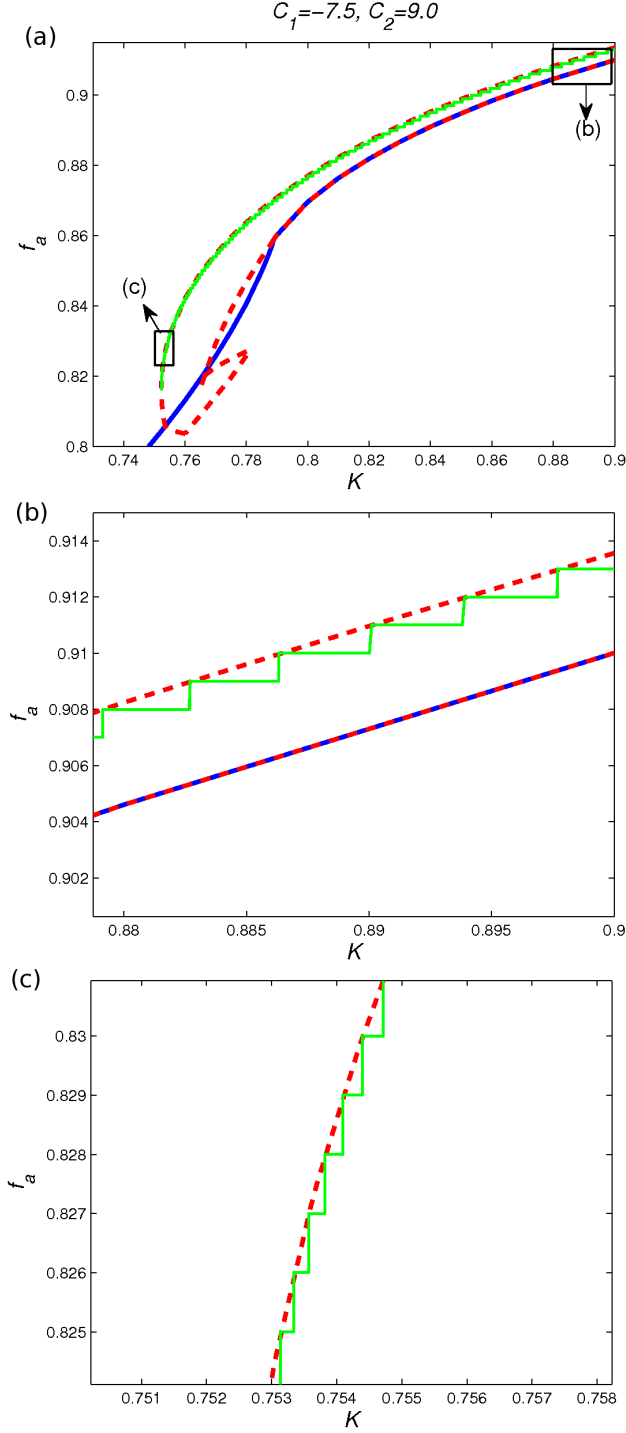 C1=−7.5, C2=9.0
(a)
0.9
0.88
0.86
0.84
0.82
0.8
fa
(b)
(c)
0.74 0.76 0.78 0.8 0.82 0.84 0.86 0.88 0.9
K
(b)
0.914
0.912
0.91
0.908
0.906
0.904
0.902
fa
0.88 0.885 0.89 0.895 0.9
K
(c)
0.83
0.829
0.828
0.827
0.826
0.825
fa
0.751 0.752 0.753 0.754 0.755 0.756 0.757 0.758
K